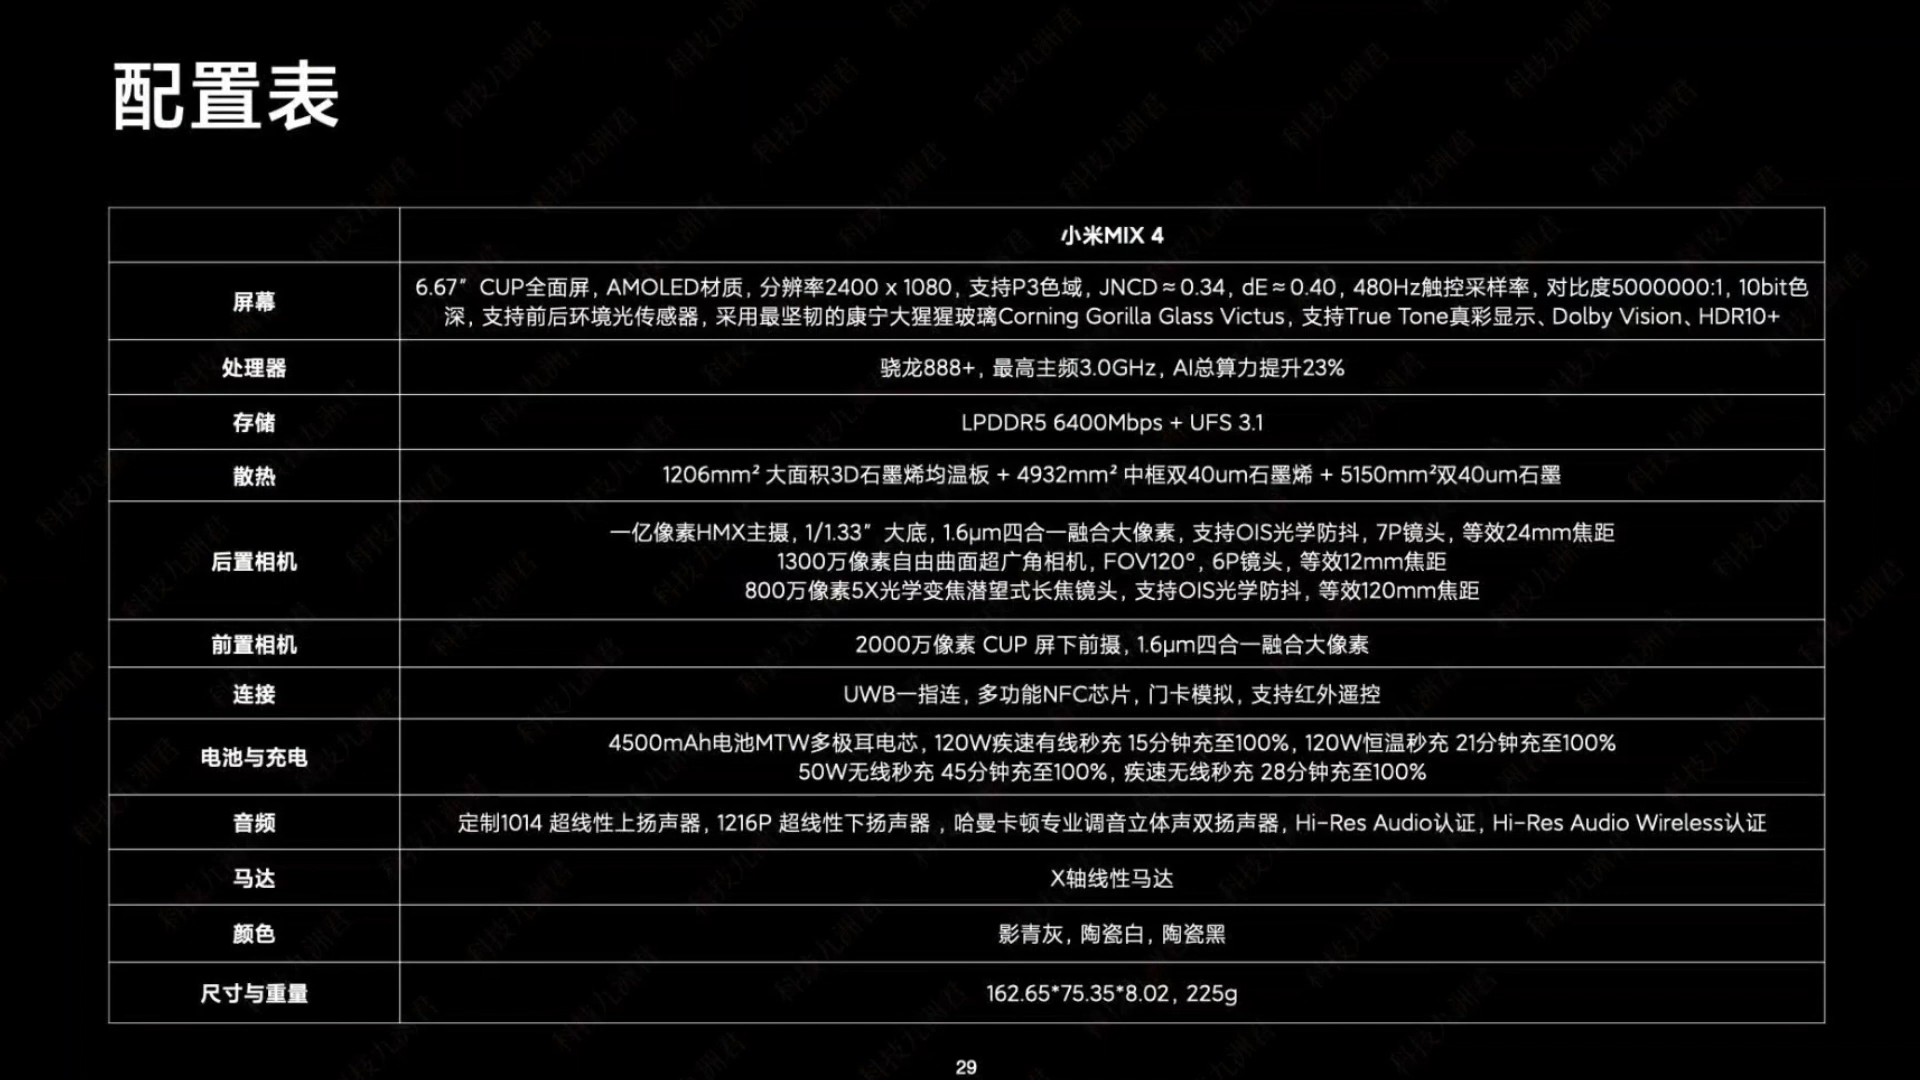 配置表
小米MIX 4
屏幕
6.67″ CUP全面屏, AMOLED材质, 分辨率2400 x 1080, 支持P3色域, JNCD≈0.34, dE≈0.40, 480Hz触控采样率, 对比度5000000:1, 10bit色
深, 支持前后环境光传感器, 采用最坚韧的康宁大猩猩玻璃Corning Gorilla Glass Victus, 支持True Tone真彩显示、Dolby Vision、HDR10+
处理器
骁龙888+, 最高主频3.0GHz, AI总算力提升23%
存储
LPDDR5 6400Mbps + UFS 3.1
散热
1206mm² 大面积3D石墨烯均温板 + 4932mm² 中框双40um石墨烯 + 5150mm²双40um石墨
后置相机
一亿像素HMX主摄, 1/1.33″ 大底, 1.6μm四合一融合大像素, 支持OIS光学防抖, 7P镜头, 等效24mm焦距
1300万像素自由曲面超广角相机, FOV120°, 6P镜头, 等效12mm焦距
800万像素5X光学变焦潜望式长焦镜头, 支持OIS光学防抖, 等效120mm焦距
前置相机
2000万像素 CUP 屏下前摄, 1.6μm四合一融合大像素
连接
UWB一指连, 多功能NFC芯片, 门卡模拟, 支持红外遥控
电池与充电
4500mAh电池MTW多极耳电芯, 120W疾速有线秒充 15分钟充至100%, 120W恒温秒充 21分钟充至100%
50W无线秒充 45分钟充至100%, 疾速无线秒充 28分钟充至100%
音频
定制1014 超线性上扬声器, 1216P 超线性下扬声器 , 哈曼卡顿专业调音立体声双扬声器, Hi-Res Audio认证, Hi-Res Audio Wireless认证
马达
X轴线性马达
颜色
影青灰, 陶瓷白, 陶瓷黑
尺寸与重量
162.65*75.35*8.02, 225g
29
科技九洲君